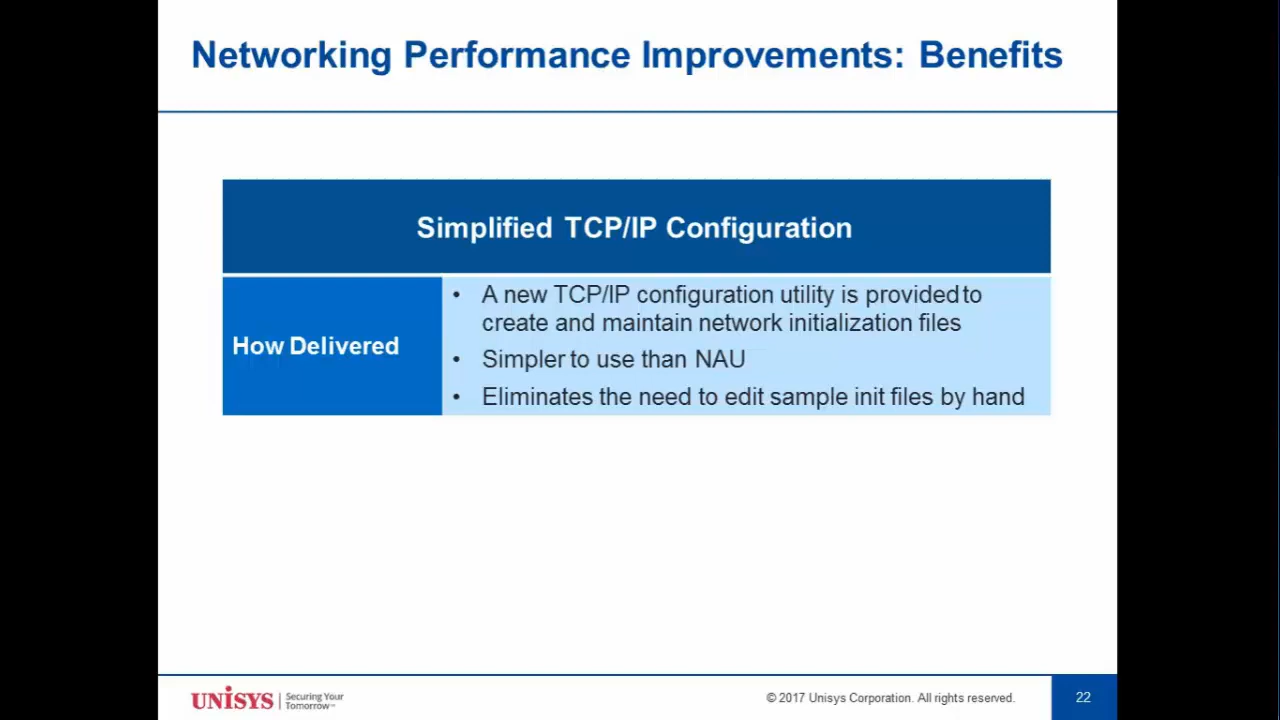 Networking Performance Improvements: Benefits
Simplified TCP/IP Configuration
How Delivered
• A new TCP/IP configuration utility is provided to
create and maintain network initialization files
• Simpler to use than NAU
• Eliminates the need to edit sample init files by hand
UNISYS
Securing Your
Tomorrow™
© 2017 Unisys Corporation. All rights reserved.
22